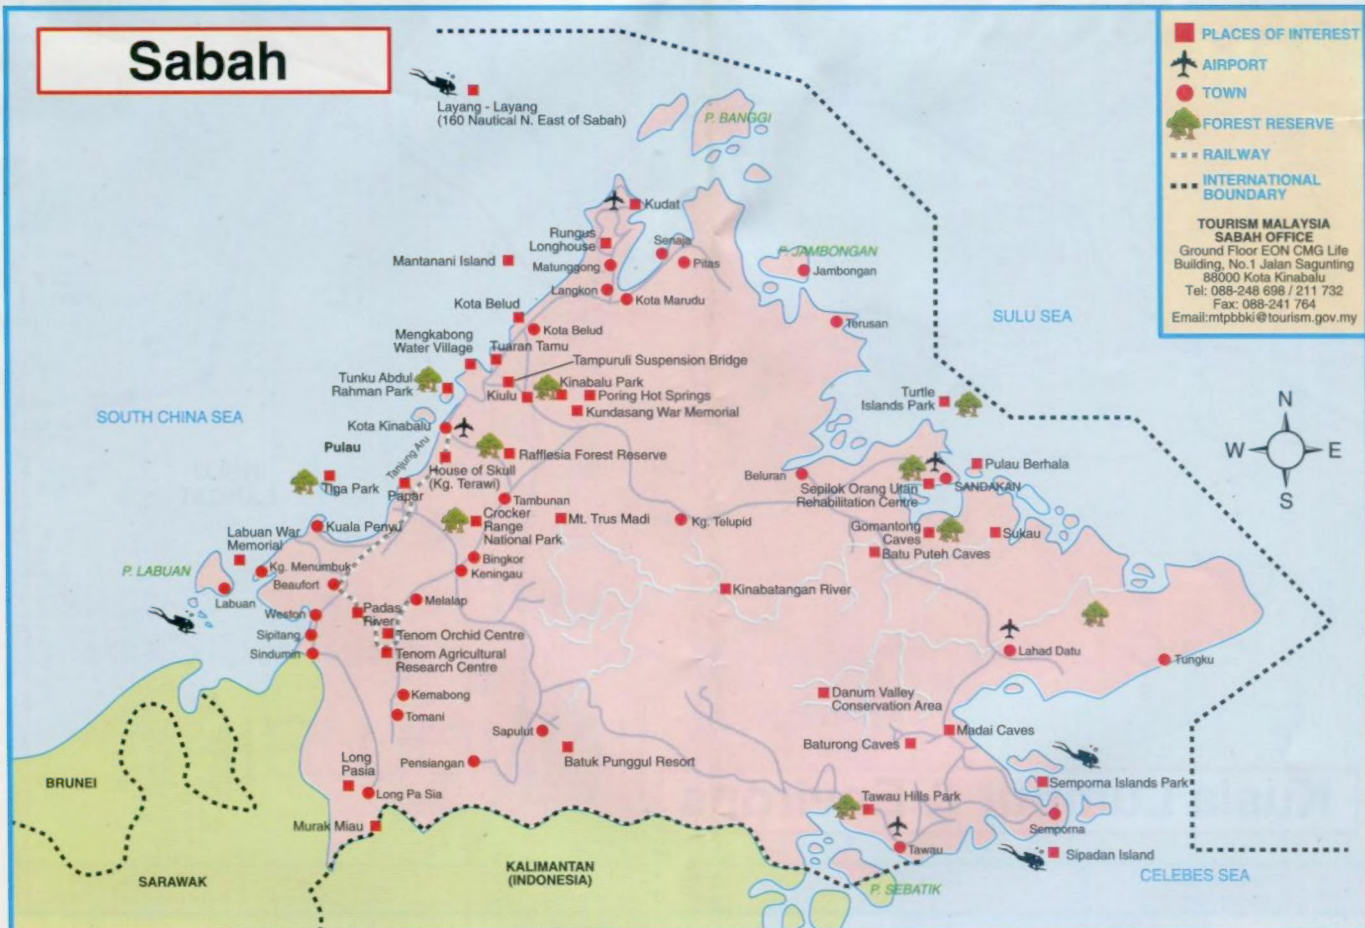 Sabah
PLACES OF INTEREST
AIRPORT
TOWN
FOREST RESERVE
RAILWAY
INTERNATIONAL
BOUNDARY
TOURISM MALAYSIA
SABAH OFFICE
Ground Floor EON CMG Life
Building, No.1 Jalan Sagunting
88000 Kota Kinabalu
Tel: 088-248 698 / 211 732
Fax: 088-241 764
Email:mtpbbki@tourism.gov.my
Layang - Layang
(160 Nautical N. East of Sabah)
P. BANGGI
Kudat
Rungus
Longhouse
Senaja
Pitas
P. JAMBONGAN
Jambongan
Mantanani Island
Matunggong
Langkon
Kota Marudu
Kota Belud
Kota Belud
Terusan
SULU SEA
Mengkabong
Water Village
Tuaran Tamu
Tampuruli Suspension Bridge
Tunku Abdul
Rahman Park
Kiulu
Kinabalu Park
Poring Hot Springs
Kundasang War Memorial
Turtle
Islands Park
N
W
E
S
SOUTH CHINA SEA
Kota Kinabalu
Tanjung Aru
Pulau
Tiga Park
House of Skull
(Kg. Terawi)
Rafflesia Forest Reserve
Papar
Tambunan
Beluran
Pulau Berhala
Sepilok Orang Utan
Rehabilitation Centre
SANDAKAN
Kuala Penyu
Crocker
Range
National Park
Mt. Trus Madi
Kg. Telupid
Gomantong
Caves
Sukau
Batu Puteh Caves
Labuan War
Memorial
P. LABUAN
Kg. Menumbuk
Bingkor
Keningau
Beaufort
Labuan
Kinabatangan River
Melalap
Weston
Padas
River
Sipitang
Tenom Orchid Centre
Sindumin
Tenom Agricultural
Research Centre
Lahad Datu
Tungku
Kemabong
Tomani
Danum Valley
Conservation Area
Sapulut
Madai Caves
Baturong Caves
Batuk Punggul Resort
Pensiangan
Long
Pasia
Long Pa Sia
Semporna Islands Park
BRUNEI
Murak Miau
Tawau Hills Park
Semporna
Tawau
Sipadan Island
SARAWAK
KALIMANTAN
(INDONESIA)
P. SEBATIK
CELEBES SEA